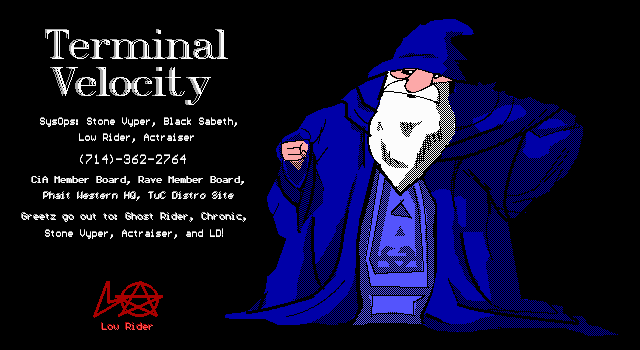 Terminal
Velocity
SysOps: Stone Vyper, Black Sabeth,
Low Rider, Actraiser
(714)-362-2764
CiA Member Board, Rave Member Board,
Phait Western HQ, TuC Distro Site
Greetz go out to: Ghost Rider, Chronic,
Stone Vyper, Actraiser, and LD!
Low Rider